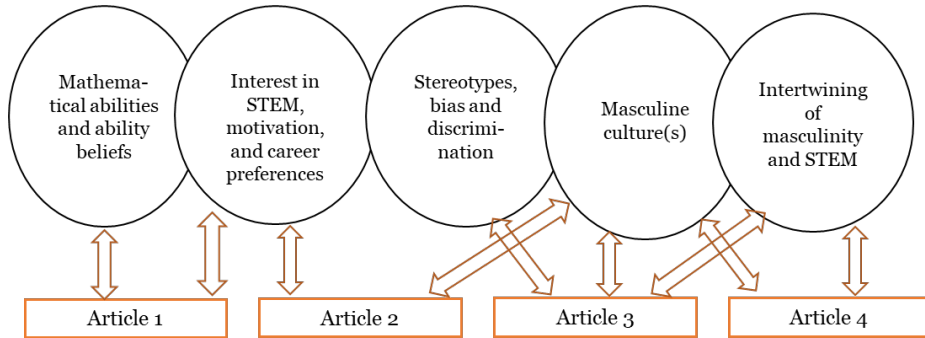 Mathema-
tical abilities
and ability
beliefs
Interest in
STEM,
motivation,
and career
preferences
Stereotypes,
bias and
discrimi-
nation
Masculine
culture(s)
Intertwining
of
masculinity
and STEM
Article 1
Article 2
Article 3
Article 4